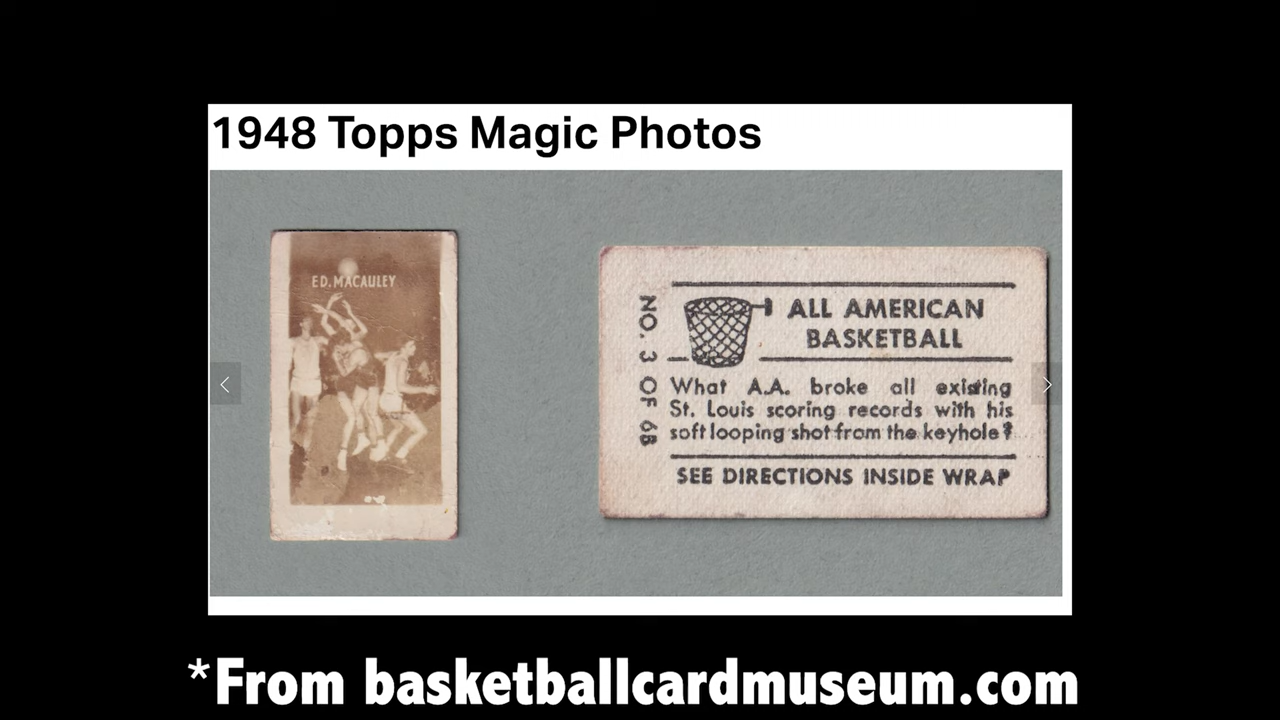 1948 Topps Magic Photos
ED. MACAULEY
NO. 3 OF 6B
ALL AMERICAN
BASKETBALL
What A.A. broke all existing
St. Louis scoring records with his
soft looping shot from the keyhole?
SEE DIRECTIONS INSIDE WRAP
*From basketballcardmuseum.com